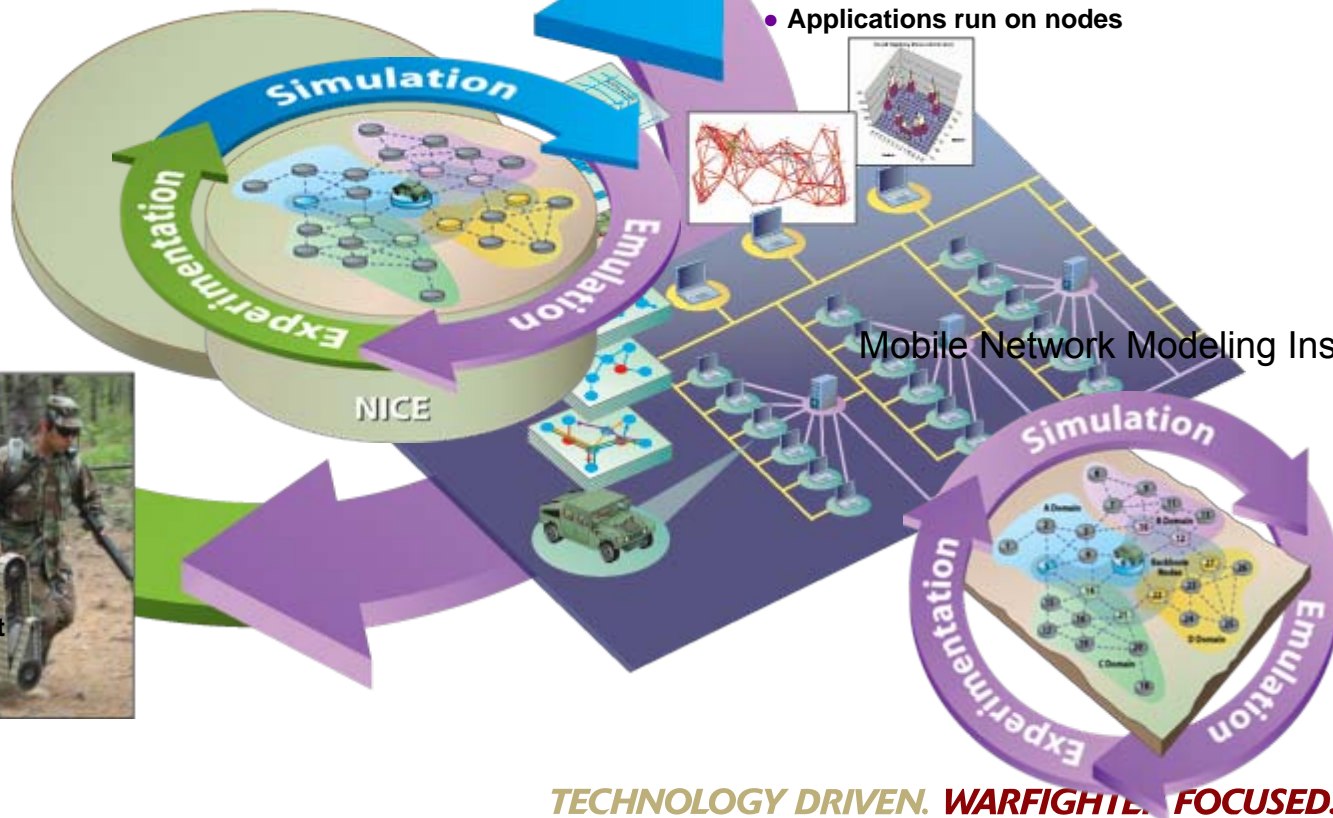 • Applications run on nodes
Simulation
Emulation
Experimentation
NICE
Mobile Network Modeling Ins
Simulation
Emulation
Experimentation
A Domain
B Domain
Backbone
Nodes
C Domain
D Domain
t
TECHNOLOGY DRIVEN. WARFIGHTE FOCUSED.